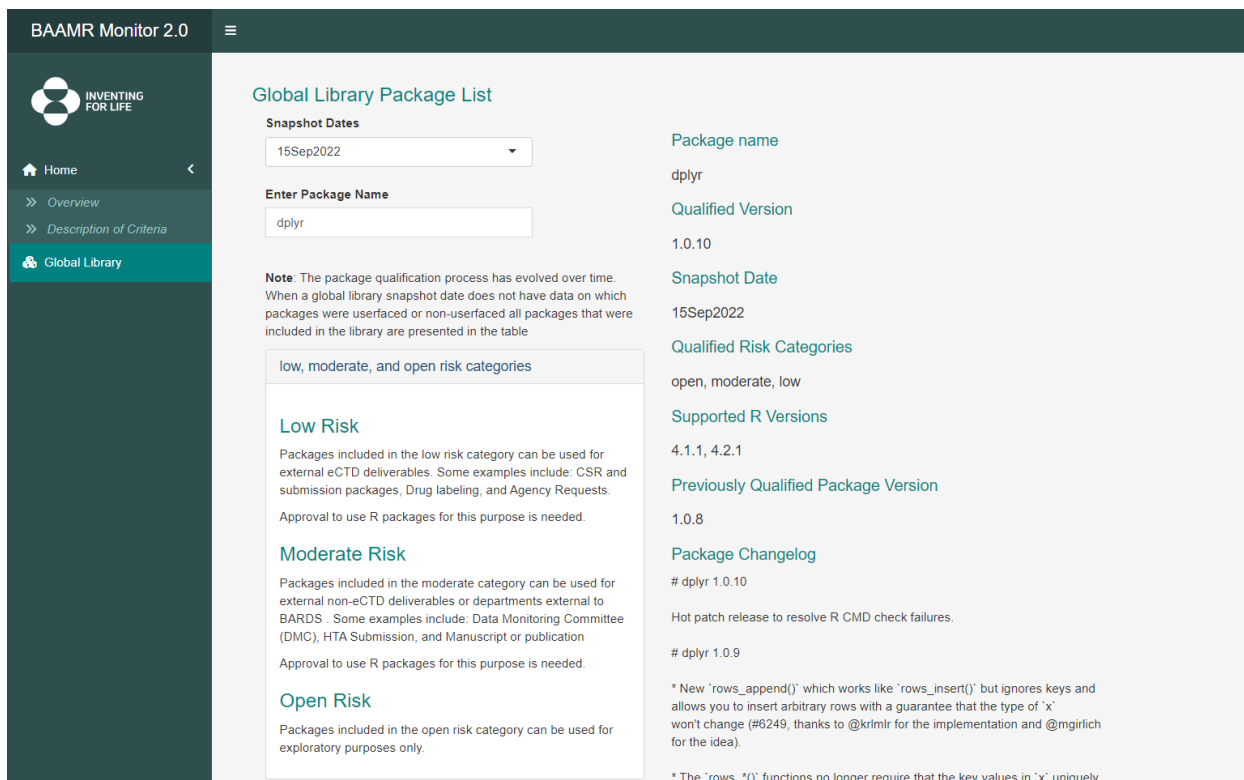 BAAMR Monitor 2.0
INVENTING
FOR LIFE
Home
Overview
Description of Criteria
Global Library
Global Library Package List
Snapshot Dates
15Sep2022
Enter Package Name
dplyr
Note: The package qualification process has evolved over time.
When a global library snapshot date does not have data on which
packages were userfaced or non-userfaced all packages that were
included in the library are presented in the table
low, moderate, and open risk categories
Low Risk
Packages included in the low risk category can be used for
external eCTD deliverables. Some examples include: CSR and
submission packages, Drug labeling, and Agency Requests.
Approval to use R packages for this purpose is needed.
Moderate Risk
Packages included in the moderate category can be used for
external non-eCTD deliverables or departments external to
BARDS . Some examples include: Data Monitoring Committee
(DMC), HTA Submission, and Manuscript or publication
Approval to use R packages for this purpose is needed.
Open Risk
Packages included in the open risk category can be used for
exploratory purposes only.
Package name
dplyr
Qualified Version
1.0.10
Snapshot Date
15Sep2022
Qualified Risk Categories
open, moderate, low
Supported R Versions
4.1.1, 4.2.1
Previously Qualified Package Version
1.0.8
Package Changelog
# dplyr 1.0.10
Hot patch release to resolve R CMD check failures.
# dplyr 1.0.9
* New `rows_append()` which works like `rows_insert()` but ignores keys and
allows you to insert arbitrary rows with a guarantee that the type of `x`
won't change (#6249, thanks to @krlmlr for the implementation and @mgirlich
for the idea).
* The `rows_*()` functions no longer require that the key values in `x` uniquely